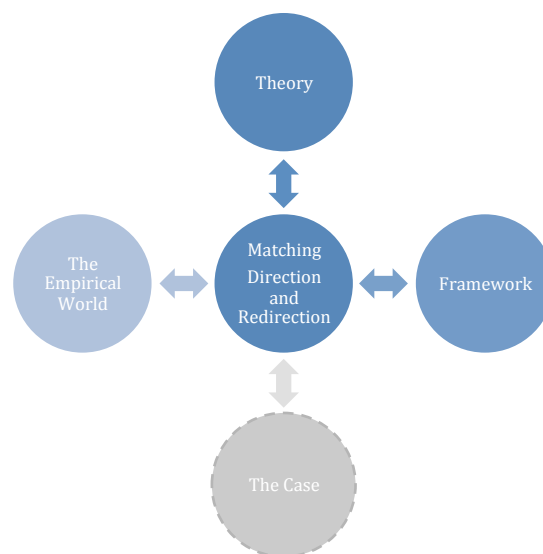 Theory
The
Empirical
World
Matching
Direction
and
Redirection
Framework
The Case